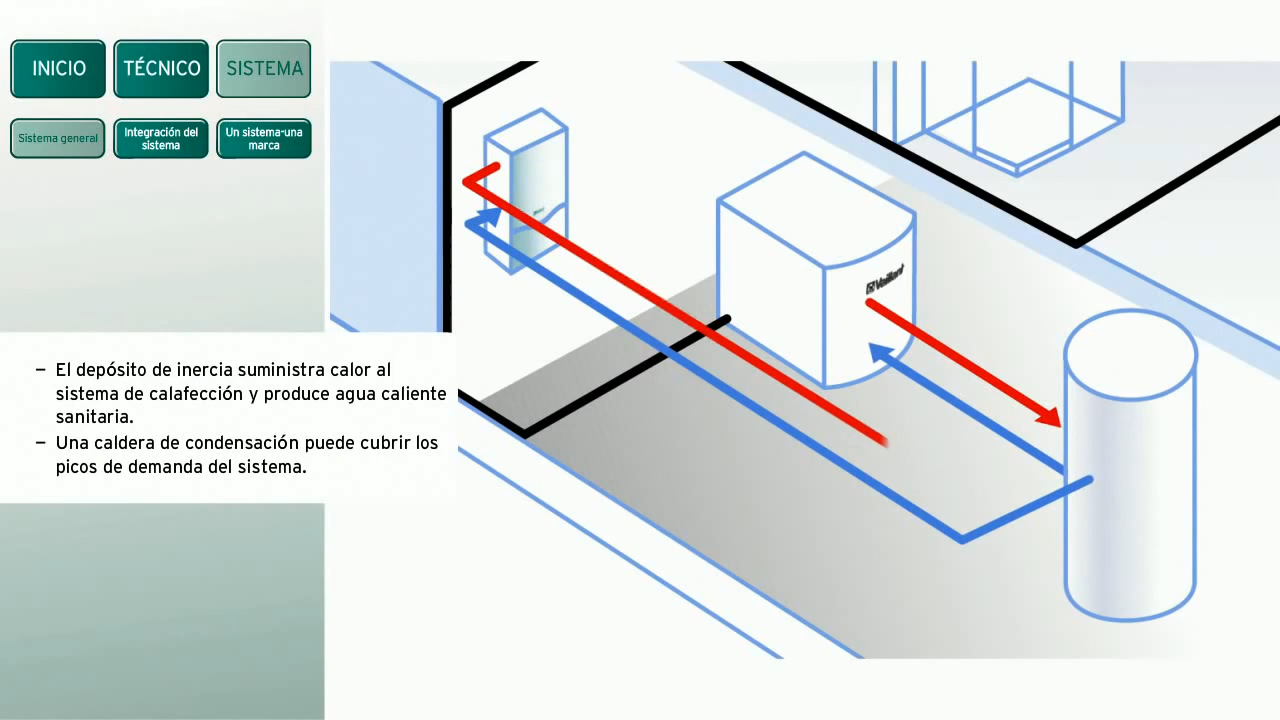 INICIO
TÉCNICO
SISTEMA
Sistema general
Integración del
sistema
Un sistema-una
marca
– El depósito de inercia suministra calor al
sistema de calafección y produce agua caliente
sanitaria.
– Una caldera de condensación puede cubrir los
picos de demanda del sistema.
Vaillant